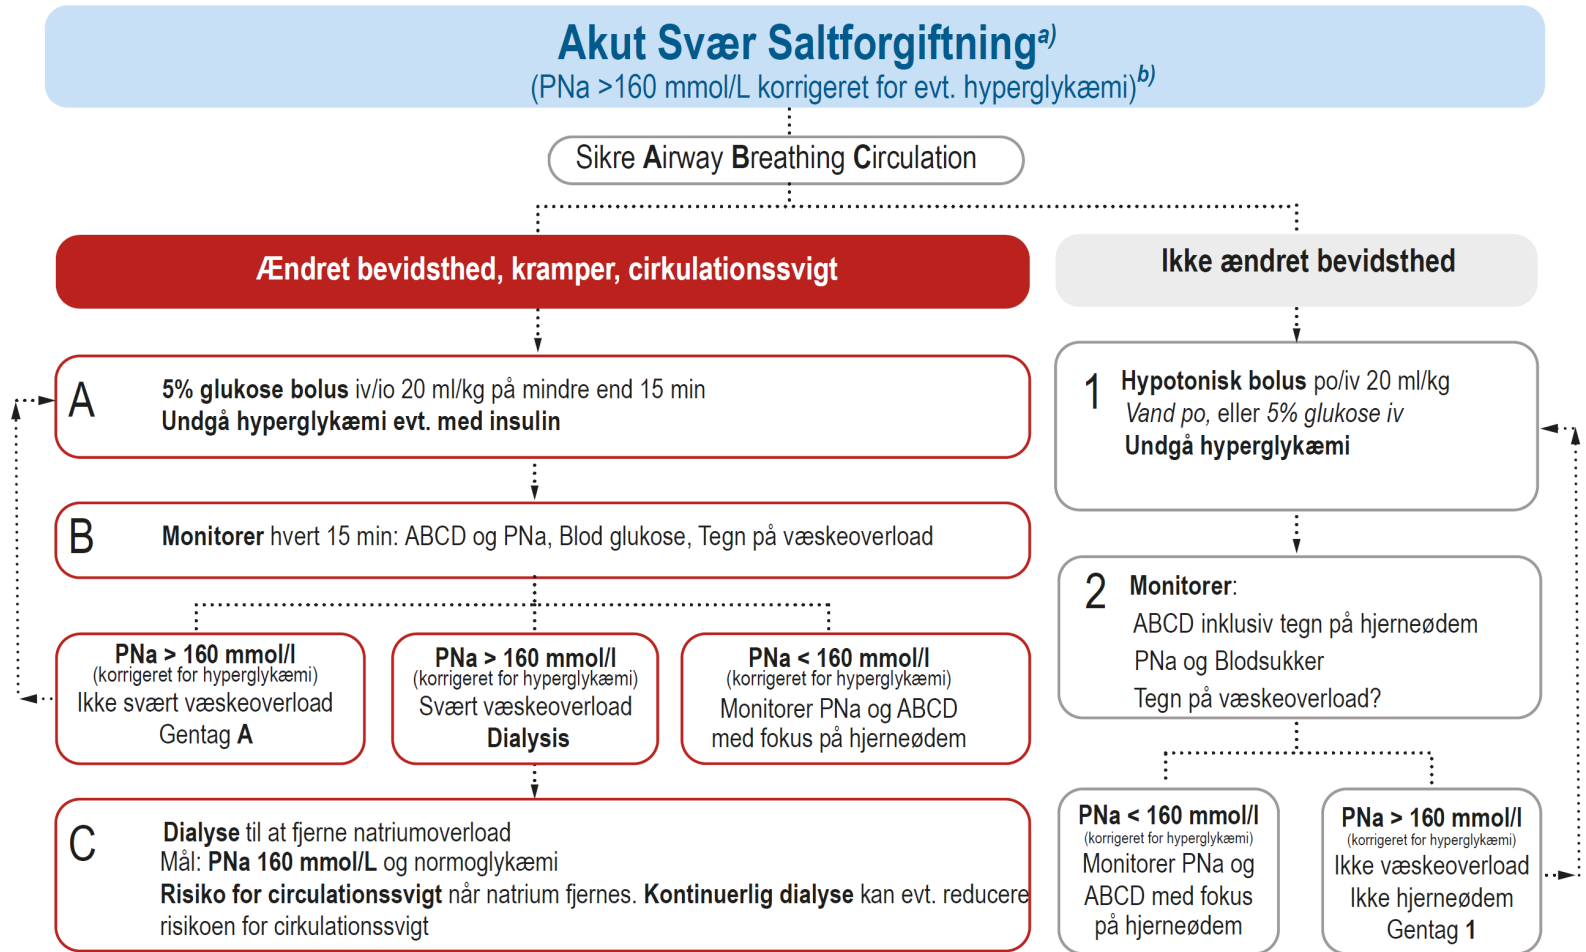 Akut Svær Saltforgiftning a)
(PNa >160 mmol/L korrigeret for evt. hyperglykæmi) b)
Sikre Airway Breathing Circulation
Ændret bevidsthed, kramper, cirkulationssvigt
A
5% glukose bolus iv/io 20 ml/kg på mindre end 15 min
Undgå hyperglykæmi evt. med insulin
B
Monitorer hvert 15 min: ABCD og PNa, Blod glukose, Tegn på væskeoverload
PNa > 160 mmol/l
(korrigeret for hyperglykæmi)
Ikke svært væskeoverload
Gentag A
PNa > 160 mmol/l
(korrigeret for hyperglykæmi)
Svært væskeoverload
Dialysis
PNa < 160 mmol/l
(korrigeret for hyperglykæmi)
Monitorer PNa og ABCD
med fokus på hjerneødem
C
Dialyse til at fjerne natriumoverload
Mål: PNa 160 mmol/L og normoglykæmi
Risiko for circulationssvigt når natrium fjernes. Kontinuerlig dialyse kan evt. reducere
risikoen for cirkulationssvigt
Ikke ændret bevidsthed
1
Hypotonisk bolus po/iv 20 ml/kg
Vand po, eller 5% glukose iv
Undgå hyperglykæmi
2
Monitorer:
ABCD inklusiv tegn på hjerneødem
PNa og Blodsukker
Tegn på væskeoverload?
PNa < 160 mmol/l
(korrigeret for hyperglykæmi)
Monitorer PNa og
ABCD med fokus
på hjerneødem
PNa > 160 mmol/l
(korrigeret for hyperglykæmi)
Ikke væskeoverload
Ikke hjerneødem
Gentag 1